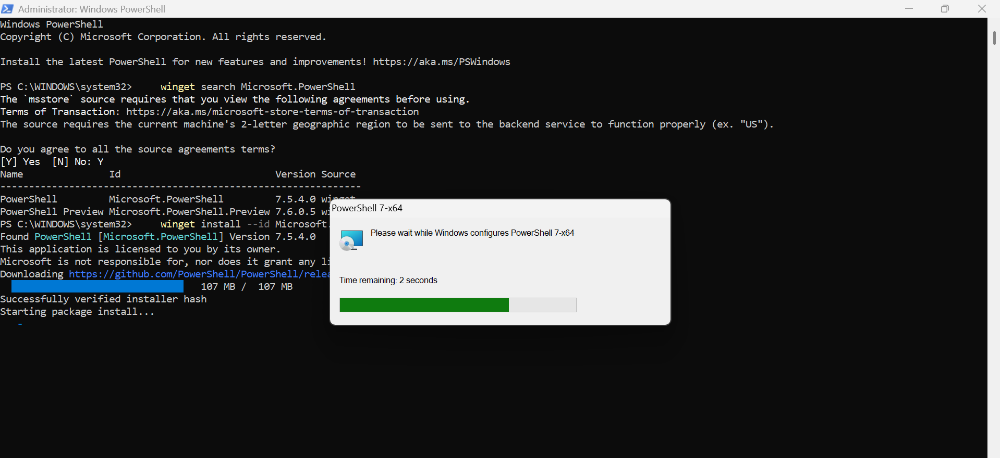 Administrator: Windows PowerShell
Windows PowerShell
Copyright (C) Microsoft Corporation. All rights reserved.
Install the latest PowerShell for new features and improvements! https://aka.ms/PSWindows
PS C:\WINDOWS\system32>     winget search Microsoft.PowerShell
The `msstore` source requires that you view the following agreements before using.
Terms of Transaction: https://aka.ms/microsoft-store-terms-of-transaction
The source requires the current machine's 2-letter geographic region to be sent to the backend service to function properly (ex. "US").
Do you agree to all the source agreements terms?
[Y] Yes  [N] No: Y
Name               Id                           Version Source
---------------------------------------------------------------
PowerShell         Microsoft.PowerShell         7.5.4.0 winget
PowerShell Preview Microsoft.PowerShell.Preview 7.6.0.5
PS C:\WINDOWS\system32>     winget install --id Microsoft.
Found PowerShell [Microsoft.PowerShell] Version 7.5.4.0
This application is licensed to you by its owner.
Microsoft is not responsible for, nor does it grant any
Downloading https://github.com/PowerShell/PowerShell/
107 MB /  107 MB
Successfully verified installer hash
Starting package install...
PowerShell 7-x64
Please wait while Windows configures PowerShell 7-x64
Time remaining: 2 seconds